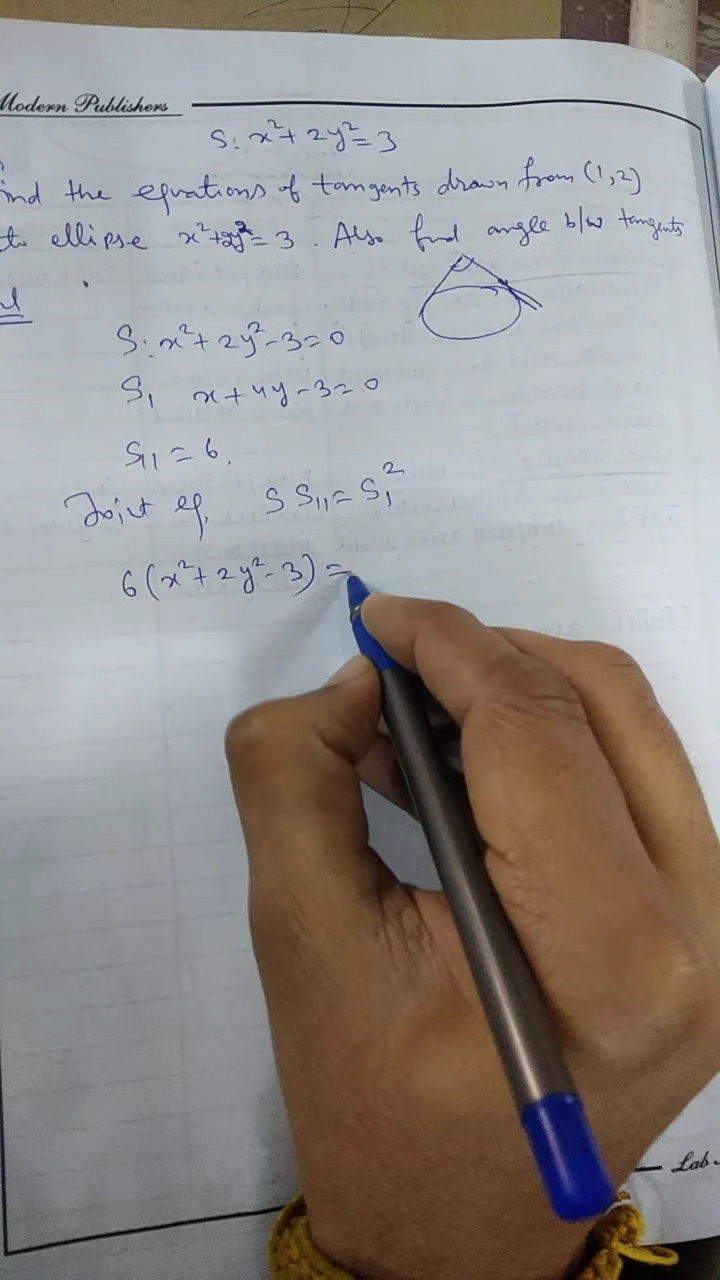 Modern Publishers
S: x²+ 2y²= 3
ind the equations of tangents drawn from (1,2)
to ellipse x²+2y²= 3. Also find angle b/w tangents
S: x²+ 2y²-3=0
S₁ x+4y-3=0
S₁₁ = 6.
Joint eq. S S₁₁= S₁²
6(x²+2y²-3) =
Lab